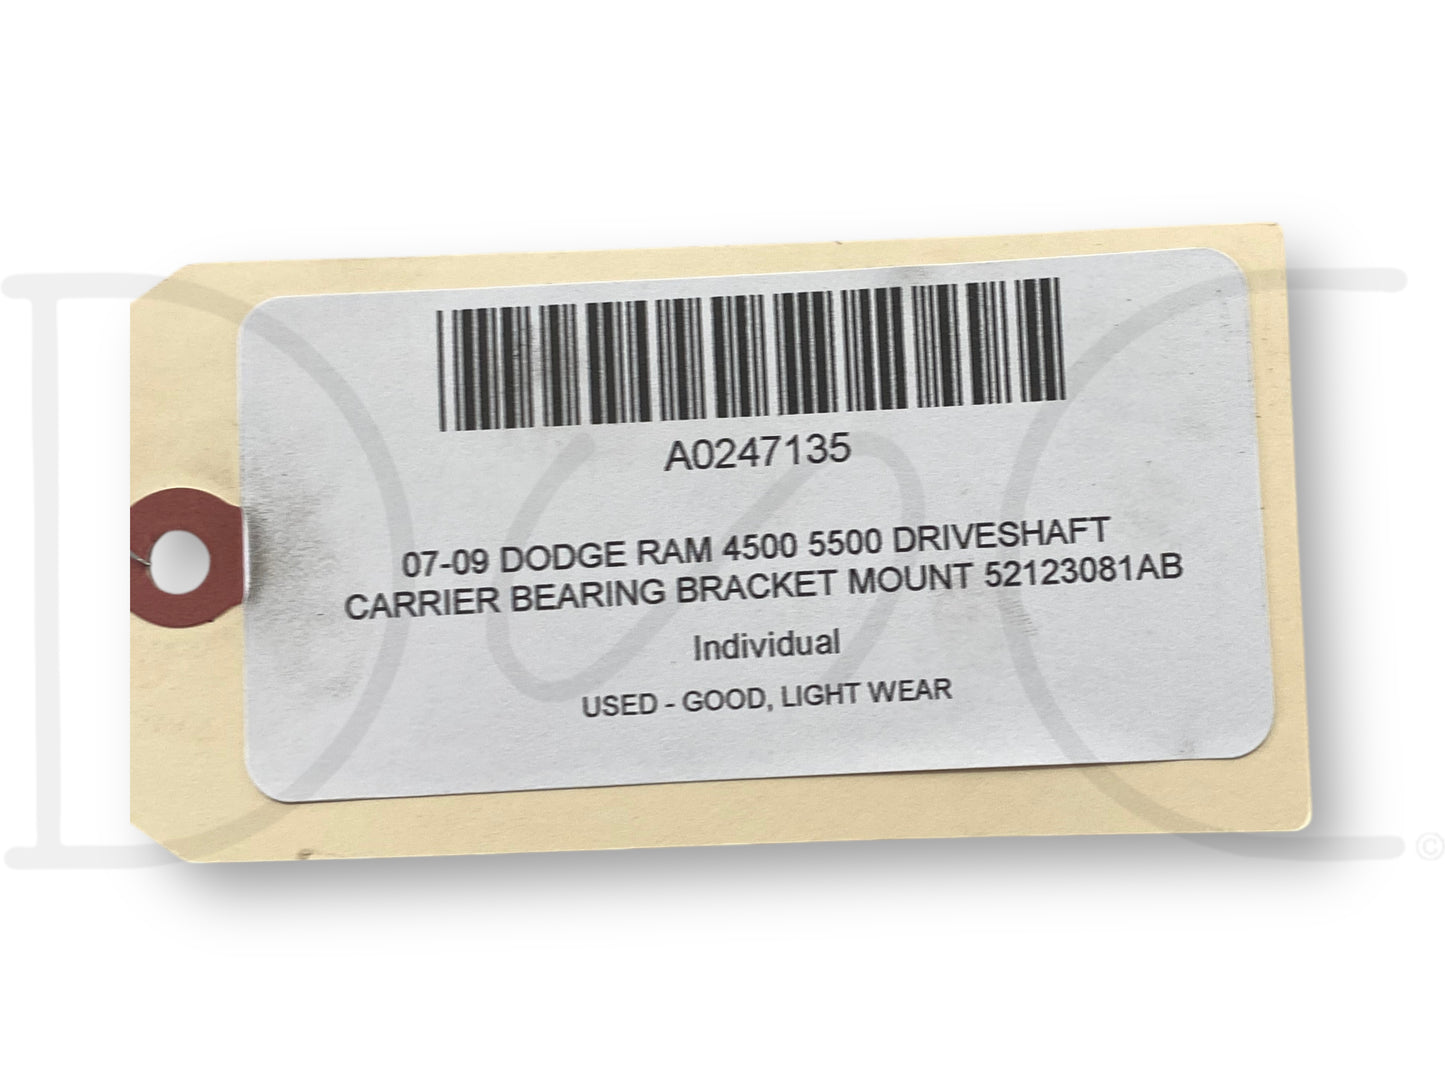 A0247135
07-09 DODGE RAM 4500 5500 DRIVESHAFT
CARRIER BEARING BRACKET MOUNT 52123081AB
Individual
USED - GOOD, LIGHT WEAR
©